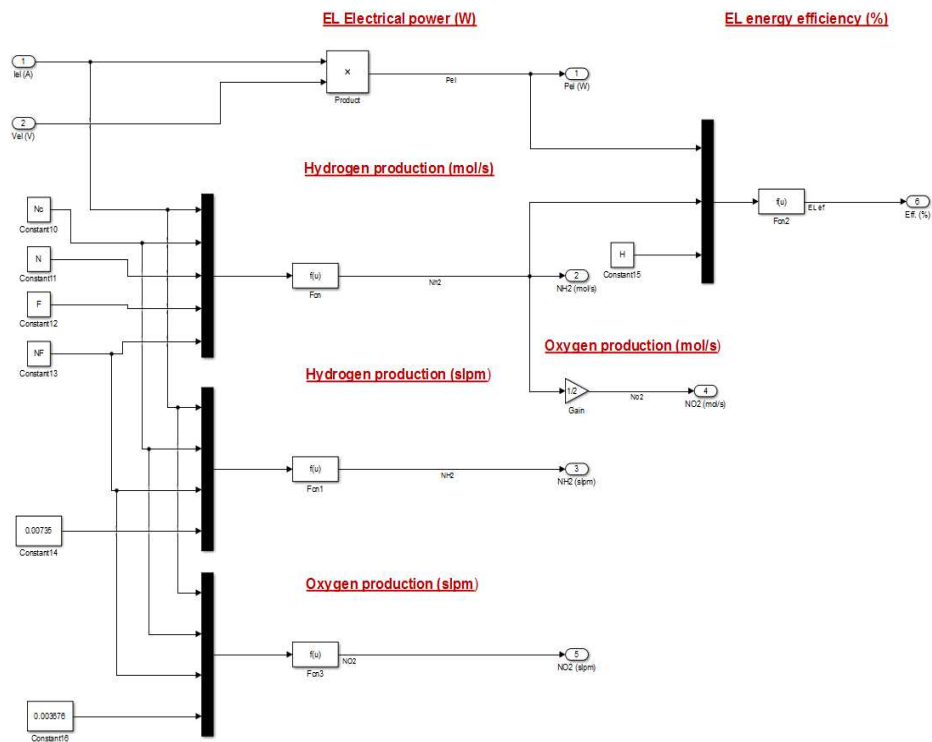 EL Electrical power (W)
EL energy efficiency (%)
1
Iel (A)
×
Product
Pel
1
Pel (W)
2
Vel (V)
Hydrogen production (mol/s)
Nc
Constant10
N
Constant11
F
Constant12
NF
Constant13
f(u)
Fcn
NH2
2
NH2 (mol/s)
H
Constant15
f(u)
Fcn2
EL ef
6
Eff. (%)
Oxygen production (mol/s)
1/2
Gain
No2
4
NO2 (mol/s)
Hydrogen production (slpm)
f(u)
Fcn1
NH2
3
NH2 (slpm)
0.00735
Constant14
Oxygen production (slpm)
f(u)
Fcn3
NO2
5
NO2 (slpm)
0.003676
Constant16